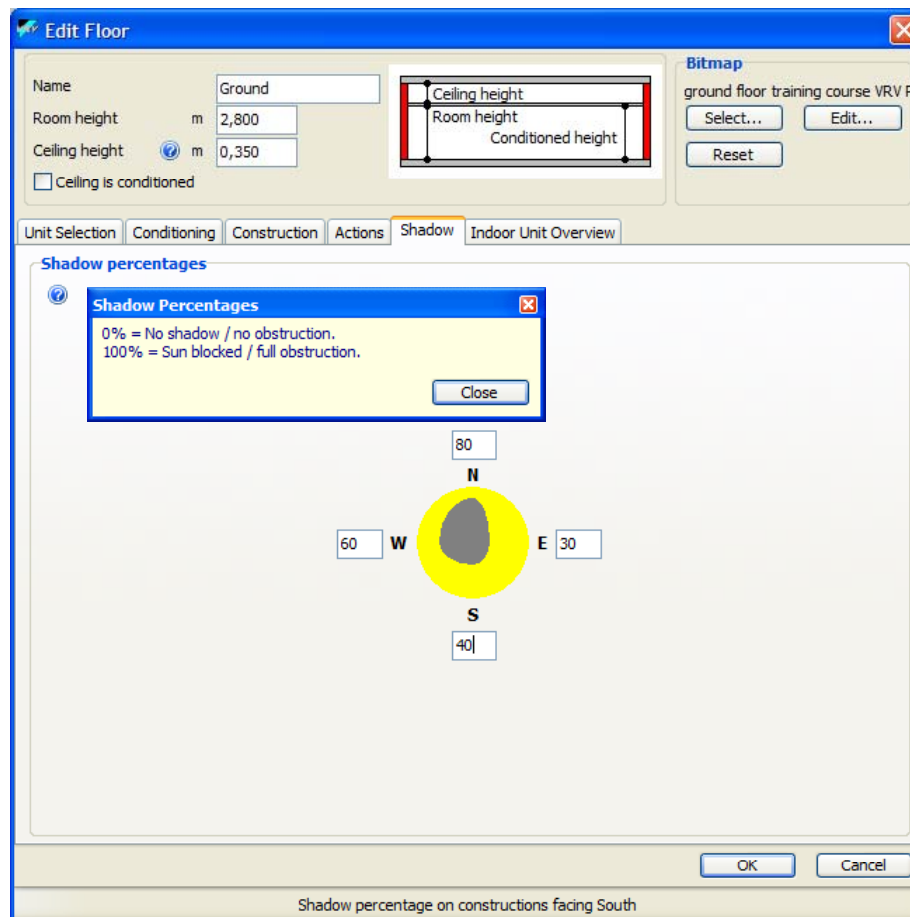 Edit Floor
Name
Ground
Room height m 2,800
Ceiling height m 0,350
Ceiling is conditioned
Ceiling height
Room height
Conditioned height
Bitmap
ground floor training course VRV P
Select... Edit...
Reset
Unit Selection Conditioning Construction Actions Shadow Indoor Unit Overview
Shadow percentages
Shadow Percentages
0% = No shadow / no obstruction.
100% = Sun blocked / full obstruction.
Close
80
N
60 W E 30
S
40
OK Cancel
Shadow percentage on constructions facing South